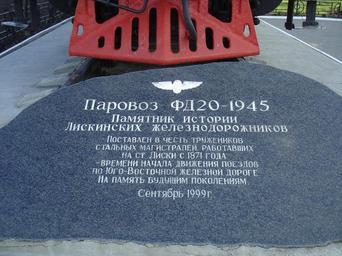 Паровоз ФД20-1945
Памятник истории
Лискинских железнодорожников
Поставлен в честь тружеников
стальных магистралей, работавших
на ст. Лиски с 1871 года
-времени начала движения поездов
по Юго-Восточной железной дороге
На память будущим поколениям
Сентябрь 1999г